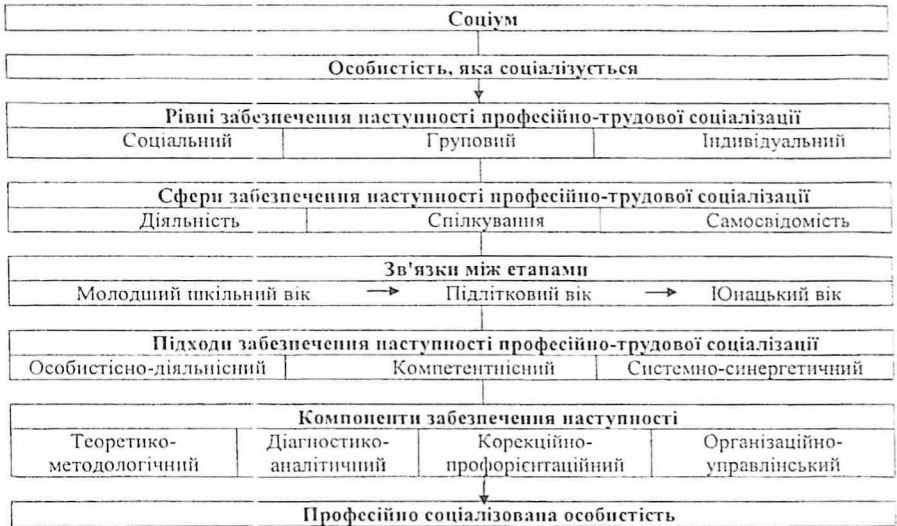 Соціум
Особистість, яка соціалізується
Рівні забезпечення наступності професійно-трудової соціалізації
Соціальний Груповий Індивідуальний
Сфери забезпечення наступності професійно-трудової соціалізації
Діяльність Спілкування Самосвідомість
Зв'язки між етапами
Молодший шкільний вік → Підлітковий вік → Юнацький вік
Підходи забезпечення наступності професійно-трудової соціалізації
Особистісно-діяльнісний Компетентнісний Системно-синергетичний
Компоненти забезпечення наступності
Теоретико- Діагностико- Корекційно- Організаційно-
методологічний аналітичний профорієнтаційний управлінський
Професійно соціалізована особистість